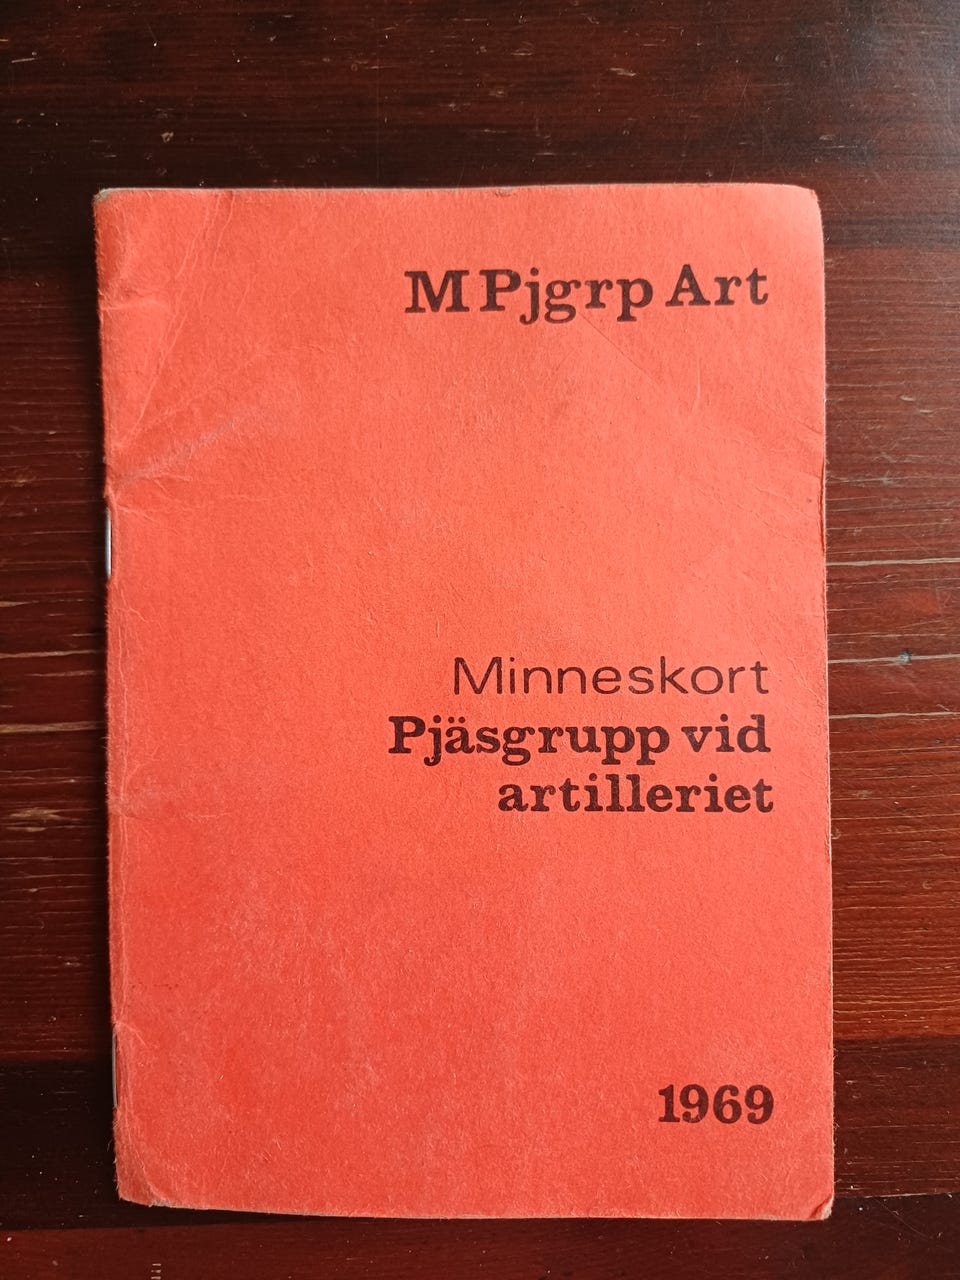 M Pjgrp Art
Minneskort
Pjäsgrupp vid
artilleriet
1969